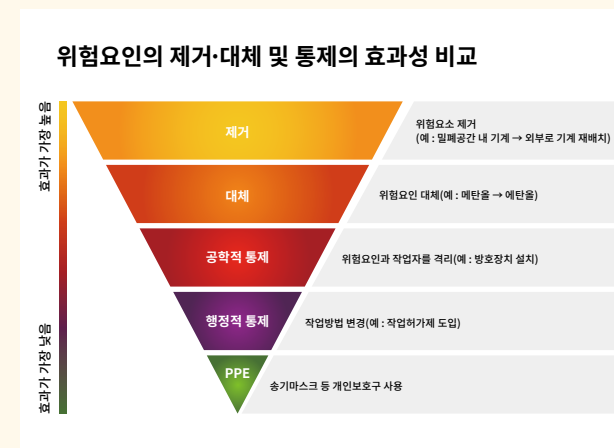 위험요인의 제거·대체 및 통제의 효과성 비교
효과가 가장 높음
제거
위험요소 제거
(예 : 밀폐공간 내 기계 → 외부로 기계 재배치)
대체
위험요인 대체(예 : 메탄올 → 에탄올)
공학적 통제
위험요인과 작업자를 격리(예 : 방호장치 설치)
행정적 통제
작업방법 변경(예 : 작업허가제 도입)
효과가 가장 낮음
PPE
송기마스크 등 개인보호구 사용